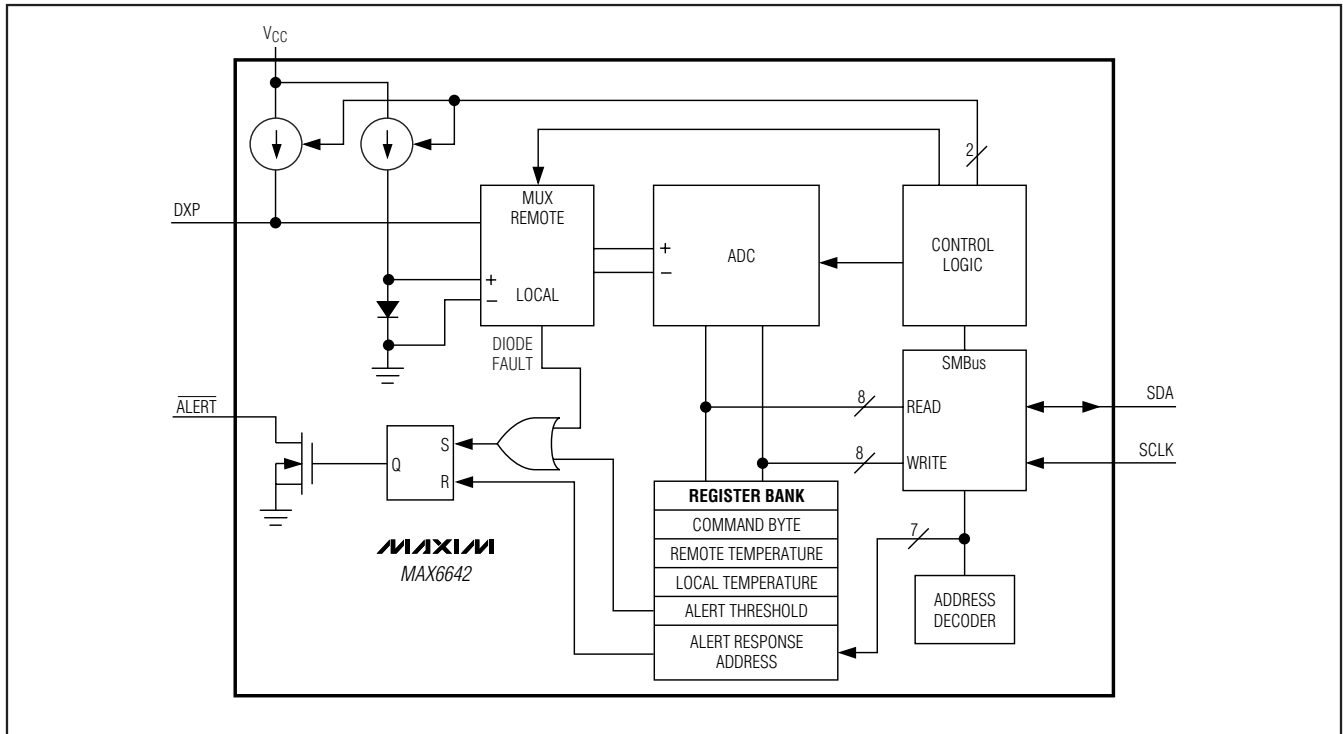 VCC
2
DXP
MUX
REMOTE
+
−
LOCAL
+
−
ADC
CONTROL
LOGIC
DIODE
FAULT
SMBus
ALERT
8
READ
SDA
S
Q
R
8
WRITE
SCLK
REGISTER BANK
COMMAND BYTE
REMOTE TEMPERATURE
LOCAL TEMPERATURE
ALERT THRESHOLD
ALERT RESPONSE
ADDRESS
7
ADDRESS
DECODER
MAXIM
MAX6642